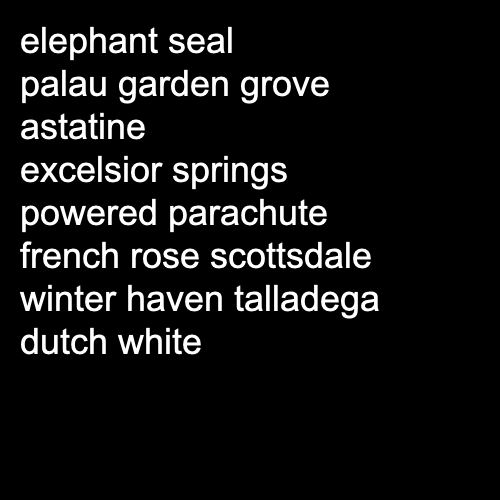 elephant seal
palau garden grove
astatine
excelsior springs
powered parachute
french rose scottsdale
winter haven talladega
dutch white